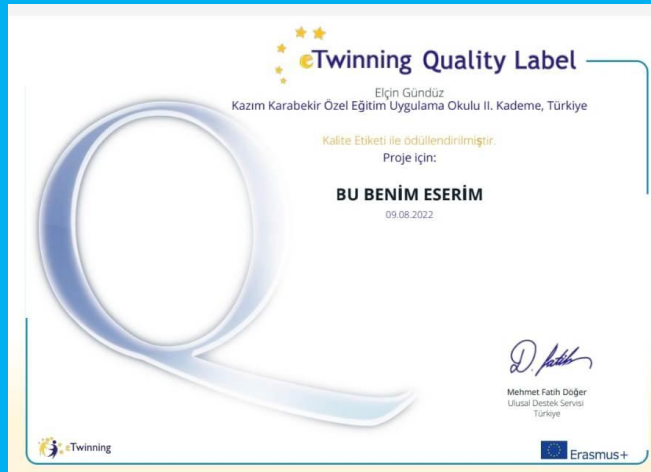 eTwinning Quality Label
Elçin Gündüz
Kazım Karabekir Özel Eğitim Uygulama Okulu II. Kademe, Türkiye
Kalite Etiketi ile ödüllendirilmiştir.
Proje için:
BU BENİM ESERİM
09.08.2022
D. fatih
Mehmet Fatih Döğer
Ulusal Destek Servisi
Türkiye
eTwinning
Erasmus+